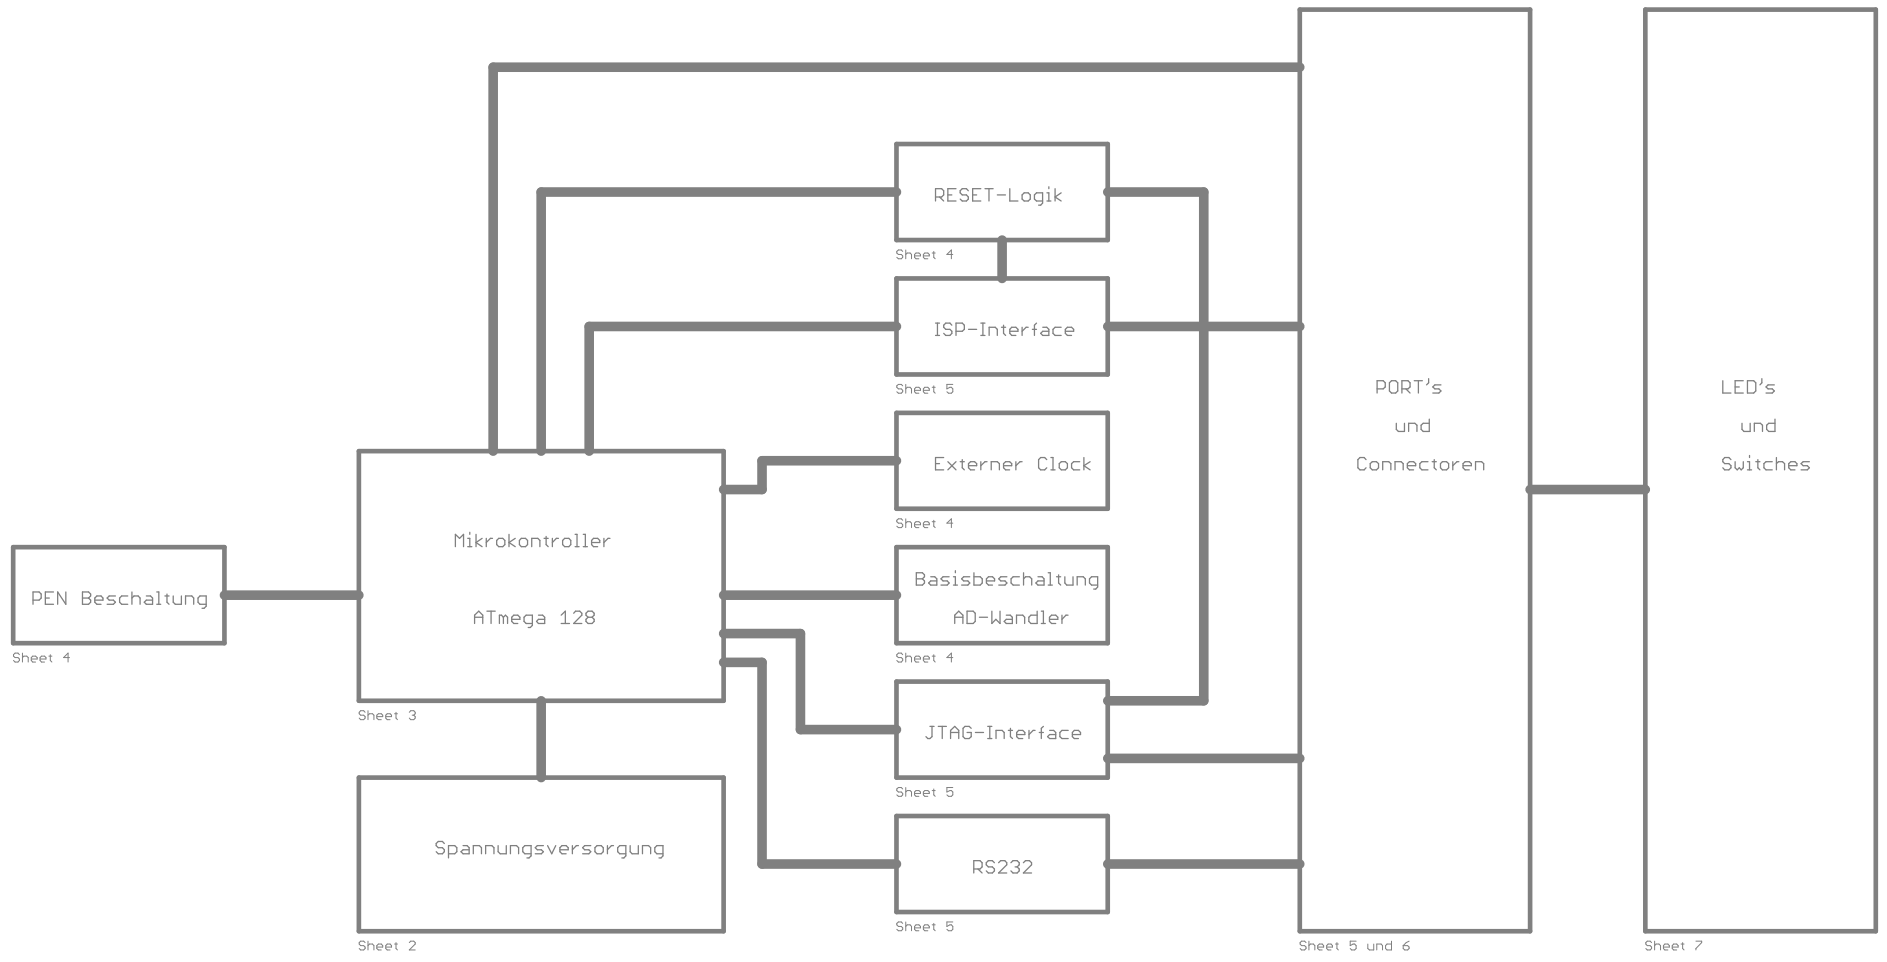 RESET-Logik
Sheet 4
ISP-Interface
Sheet 5
PORT's
und
Connectoren
LED's
und
Switches
Externer Clock
Sheet 4
Mikrokontroller
ATmega 128
Sheet 3
PEN Beschaltung
Sheet 4
Basisbeschaltung
AD-Wandler
Sheet 4
JTAG-Interface
Sheet 5
Spannungsversorgung
Sheet 2
RS232
Sheet 5
Sheet 5 und 6
Sheet 7